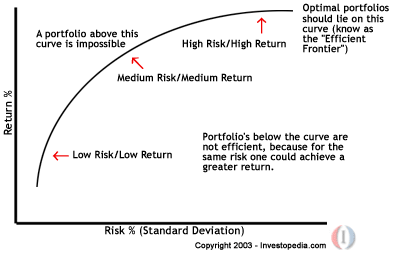 Optimal portfolios
should lie on this
curve (know as
the "Efficient
Frontier")
A portfolio above this
curve is impossible
High Risk/High Return
Medium Risk/Medium Return
Low Risk/Low Return
Portfolio's below the curve are
not efficient, because for the
same risk one could achieve a
greater return.
Return %
Risk % (Standard Deviation)
Copyright 2003 - Investopedia.com